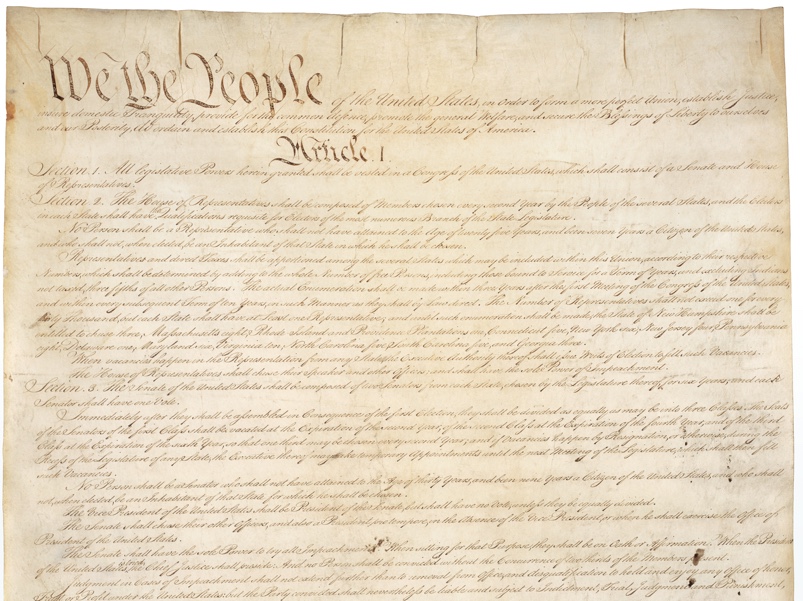 We the People of the United States, in Order to form a more perfect Union, establish Justice,
insure domestic Tranquility, provide for the common defence, promote the general Welfare, and secure the Blessings of Liberty to ourselves
and our Posterity, do ordain and establish this Constitution for the United States of America.
Article. I.
Section. 1. All legislative Powers herein granted shall be vested in a Congress of the United States, which shall consist of a Senate and House
of Representatives.
Section. 2. The House of Representatives shall be composed of Members chosen every second Year by the People of the several States, and the Electors
in each State shall have the Qualifications requisite for Electors of the most numerous Branch of the State Legislature.
No Person shall be a Representative who shall not have attained to the Age of twenty five Years, and been seven Years a Citizen of the United States,
and who shall not, when elected, be an Inhabitant of that State in which he shall be chosen.
Representatives and direct Taxes shall be apportioned among the several States which may be included within this Union, according to their respective
Numbers, which shall be determined by adding to the whole Number of free Persons, including those bound to Service for a Term of Years, and excluding Indians
not taxed, three fifths of all other Persons. The actual Enumeration shall be made within three Years after the first Meeting of the Congress of the United States,
and within every subsequent Term of ten Years, in such Manner as they shall by Law direct. The Number of Representatives shall not exceed one for every
thirty Thousand, but each State shall have at Least one Representative; and until such enumeration shall be made, the State of New Hampshire shall be
entitled to chuse three, Massachusetts eight, Rhode Island and Providence Plantations one, Connecticut five, New York six, New Jersey four, Pennsylvania
eight, Delaware one, Maryland six, Virginia ten, North Carolina five, South Carolina five, and Georgia three.
When vacancies happen in the Representation from any State, the Executive Authority thereof shall issue Writs of Election to fill such Vacancies.
The House of Representatives shall chuse their Speaker and other Officers; and shall have the sole Power of Impeachment.
Section. 3. The Senate of the United States shall be composed of two Senators from each State, chosen by the Legislature thereof, for six Years; and each
Senator shall have one Vote.
Immediately after they shall be assembled in Consequence of the first Election, they shall be divided as equally as may be into three Classes. The Seats
of the Senators of the first Class shall be vacated at the Expiration of the second Year, of the second Class at the Expiration of the fourth Year, and of the third
Class at the Expiration of the sixth Year, so that one third may be chosen every second Year; and if Vacancies happen by Resignation, or otherwise, during the
Recess of the Legislature of any State, the Executive thereof may make temporary Appointments until the next Meeting of the Legislature, which shall then fill
such Vacancies.
No Person shall be a Senator who shall not have attained to the Age of thirty Years, and been nine Years a Citizen of the United States, and who shall
not, when elected, be an Inhabitant of that State for which he shall be chosen.
The Vice President of the United States shall be President of the Senate, but shall have no Vote, unless they be equally divided.
The Senate shall chuse their other Officers, and also a President pro tempore, in the Absence of the Vice President, or when he shall exercise the Office of
President of the United States.
The Senate shall have the sole Power to try all Impeachments. When sitting for that Purpose, they shall be on Oath or Affirmation. When the President
of the United States is tried, the Chief Justice shall preside: And no Person shall be convicted without the Concurrence of two thirds of the Members present.
Judgment in Cases of Impeachment shall not extend further than to removal from Office, and disqualification to hold and enjoy any Office of honor,
Trust or Profit under the United States: but the Party convicted shall nevertheless be liable and subject to Indictment, Trial, Judgment and Punishment,